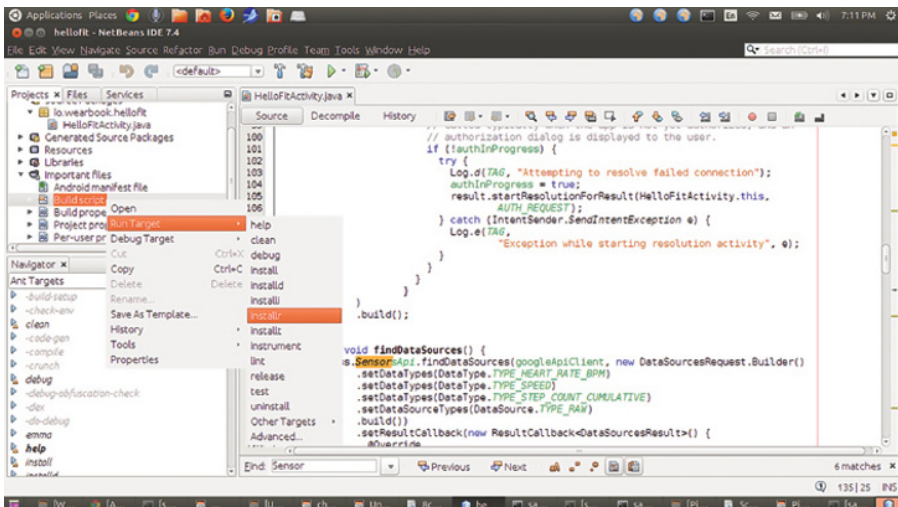 Applications Places 7:11 PM
hellofit - NetBeans IDE 7.4
File Edit View Navigate Source Refactor Run Debug Profile Team Tools Window Help
Search (Ctrl+I)
<default>
Projects × Files Services
HelloFitActivity.java ×
Source Decompile History
io.wearbook.hellofit
HelloFitActivity.java
Generated Source Packages
Resources
Libraries
Important files
Android manifest file
Build script
Build prope
Project prop
Per-user pr
100
101
102
103
104
105
106
// authorization dialog is displayed to the user.
if (!authInProgress) {
try {
Log.d(TAG, "Attempting to resolve failed connection");
authInProgress = true;
result.startResolutionForResult(HelloFitActivity.this,
AUTH_REQUEST);
} catch (IntentSender.SendIntentException e) {
Log.e(TAG,
"Exception while starting resolution activity", e);
}
}
}
}
)
.build();
void findDataSources() {
s.SensorsApi.findDataSources(googleApiClient, new DataSourcesRequest.Builder()
.setDataTypes(DataType.TYPE_HEART_RATE_BPM)
.setDataTypes(DataType.TYPE_SPEED)
.setDataTypes(DataType.TYPE_STEP_COUNT_CUMULATIVE)
.setDataSourceTypes(DataSource.TYPE_RAW)
.build())
.setResultCallback(new ResultCallback<DataSourcesResult>() {
@Override
Open
Run Target
Debug Target
Cut Ctrl+X
Copy Ctrl+C
Delete Delete
Rename...
Save As Template...
History
Tools
Properties
help
clean
debug
install
installd
installi
installr
installt
instrument
lint
release
test
uninstall
Other Targets
Advanced...
Navigator ×
Ant Targets
-build-setup
-check-env
clean
-code-gen
-compile
-crunch
debug
-debug-obfuscation-check
-dex
-do-debug
emma
help
install
installd
Find: Sensor Previous Next 6 matches ×
135|25 INS